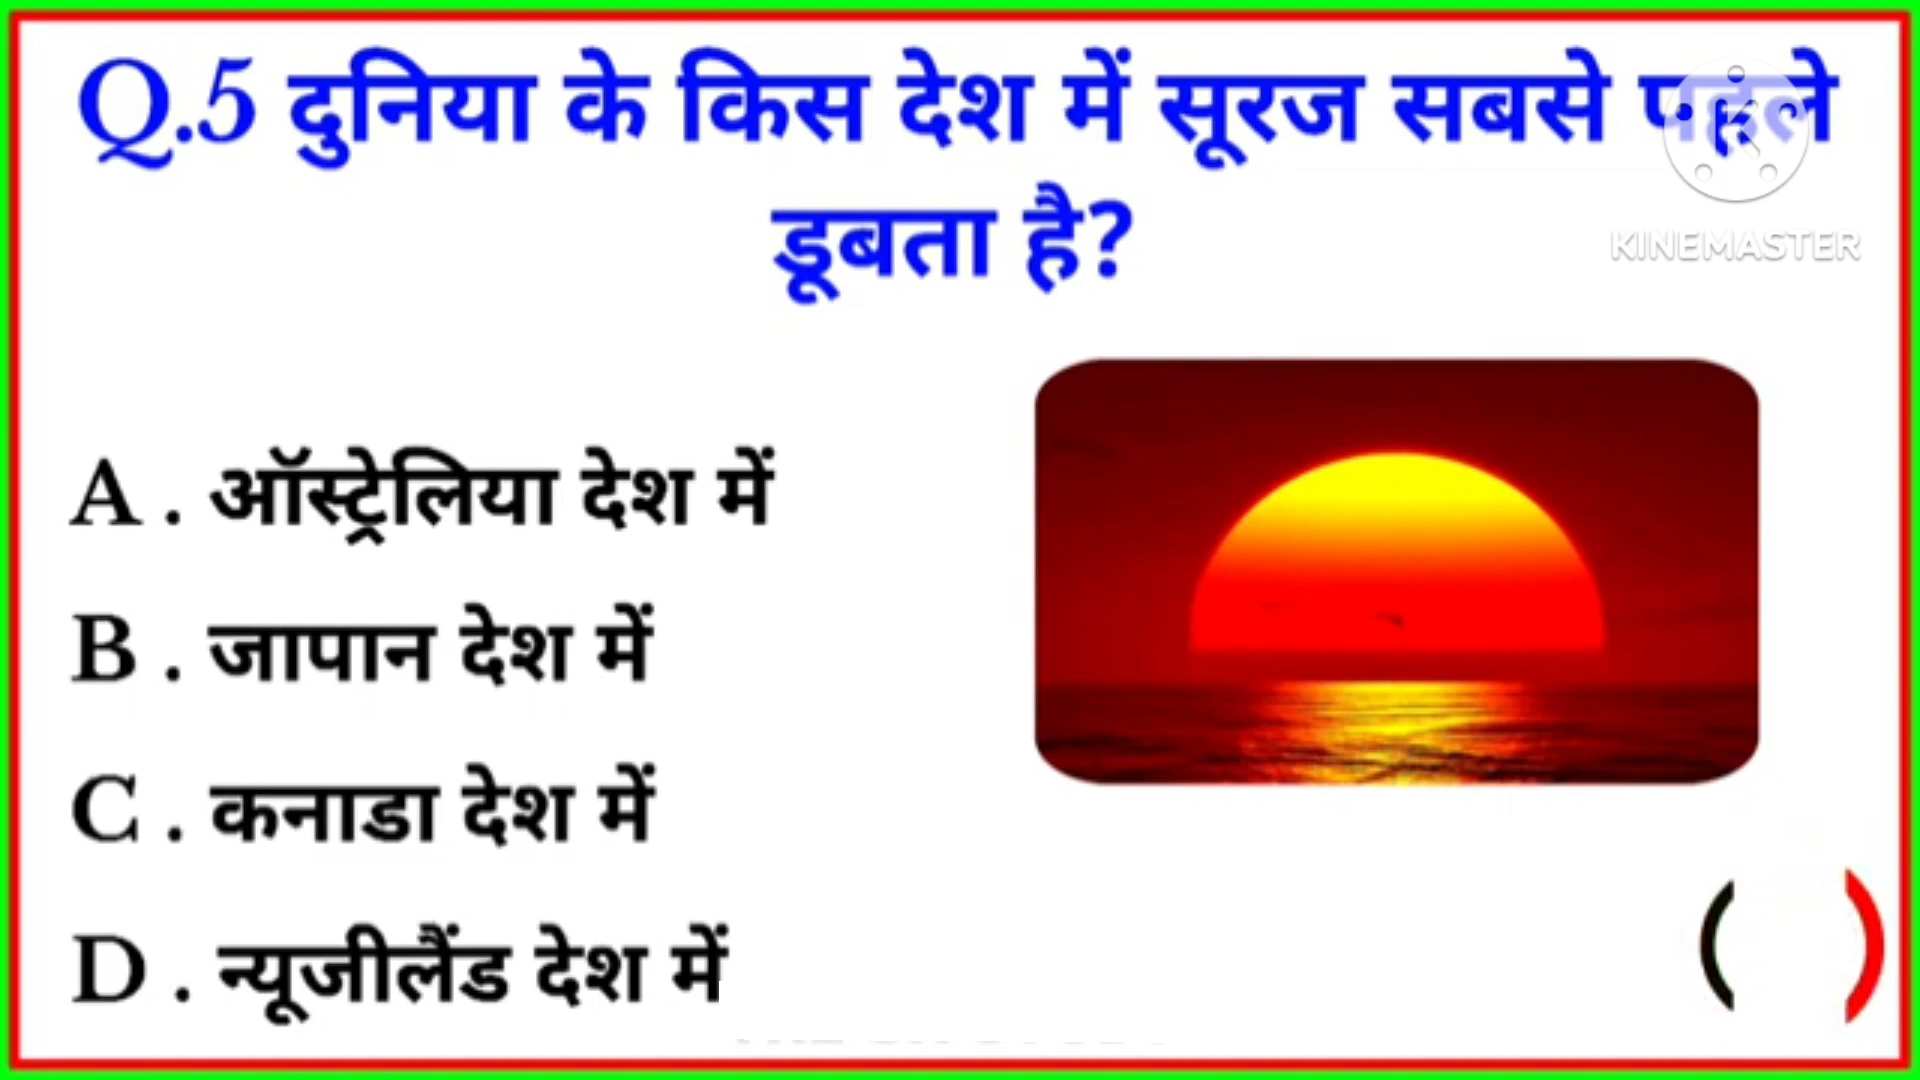 Q.5 दुनिया के किस देश में सूरज सबसे पहले
डूबता है?
KINEMASTER
A . ऑस्ट्रेलिया देश में
B . जापान देश में
C . कनाडा देश में
D . न्यूजीलैंड देश में
( )